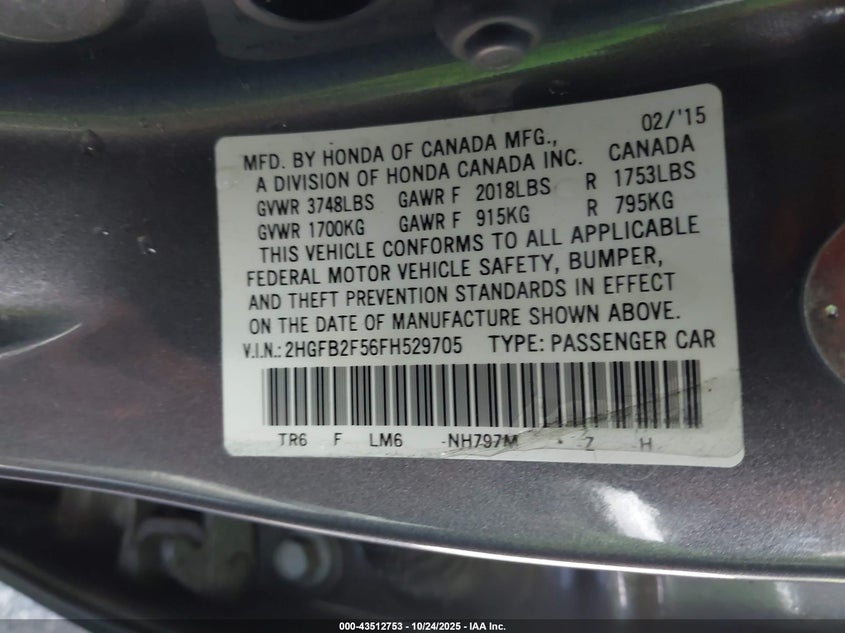 02/'15
MFD. BY HONDA OF CANADA MFG.,
A DIVISION OF HONDA CANADA INC. CANADA
GVWR 3748LBS GAWR F 2018LBS R 1753LBS
GVWR 1700KG GAWR F 915KG R 795KG
THIS VEHICLE CONFORMS TO ALL APPLICABLE
FEDERAL MOTOR VEHICLE SAFETY, BUMPER,
AND THEFT PREVENTION STANDARDS IN EFFECT
ON THE DATE OF MANUFACTURE SHOWN ABOVE.
V.I.N.: 2HGFB2F56FH529705 TYPE: PASSENGER CAR
TR6 F LM6 -NH797M * Z H
000-43512753 - 10/24/2025 - IAA Inc.